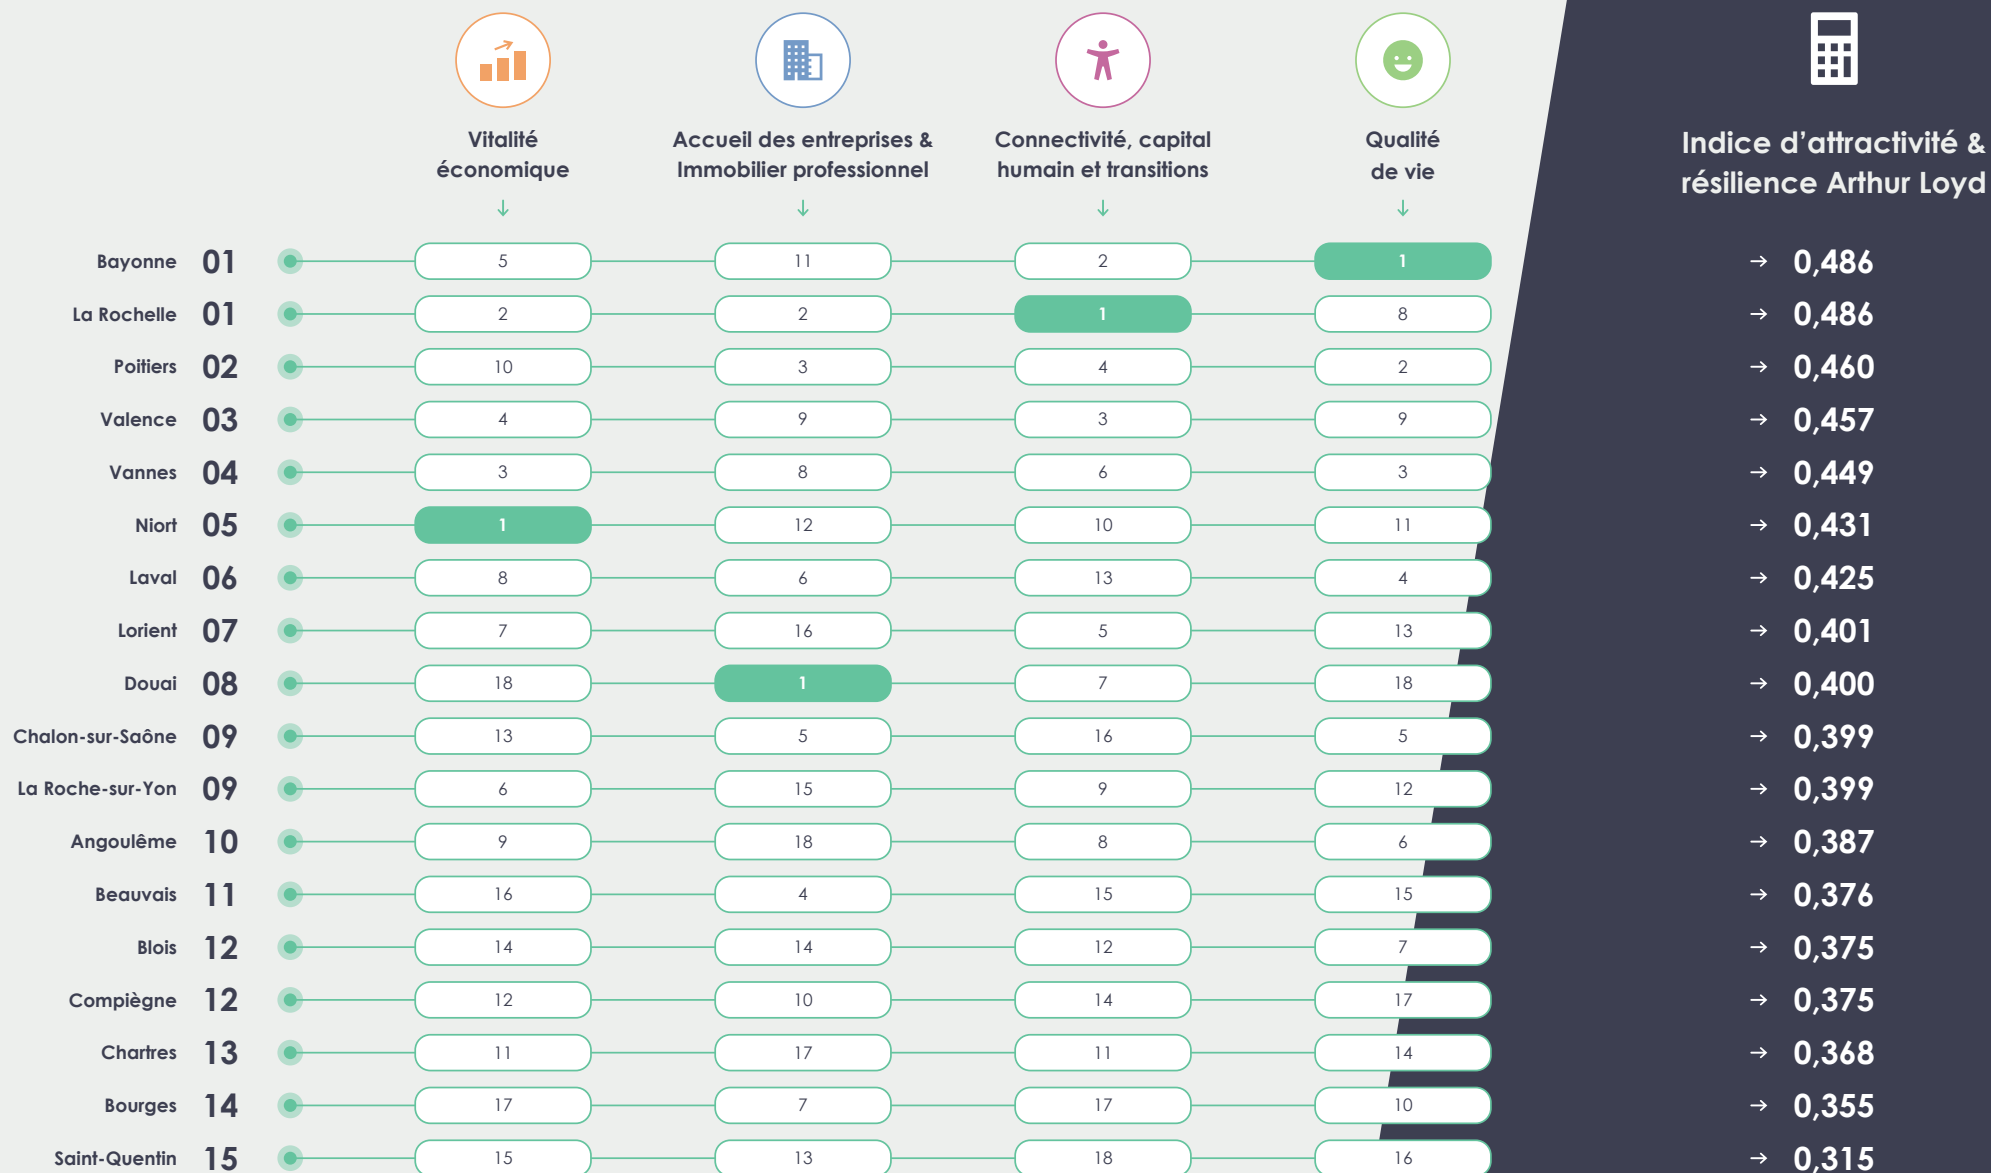 Vitalité
économique
Accueil des entreprises &
Immobilier professionnel
Connectivité, capital
humain et transitions
Qualité
de vie
Indice d'attractivité &
résilience Arthur Loyd
Bayonne 01 5 11 2 1 → 0,486
La Rochelle 01 2 2 1 8 → 0,486
Poitiers 02 10 3 4 2 → 0,460
Valence 03 4 9 3 9 → 0,457
Vannes 04 3 8 6 3 → 0,449
Niort 05 1 12 10 11 → 0,431
Laval 06 8 6 13 4 → 0,425
Lorient 07 7 16 5 13 → 0,401
Douai 08 18 1 7 18 → 0,400
Chalon-sur-Saône 09 13 5 16 5 → 0,399
La Roche-sur-Yon 09 6 15 9 12 → 0,399
Angoulême 10 9 18 8 6 → 0,387
Beauvais 11 16 4 15 15 → 0,376
Blois 12 14 14 12 7 → 0,375
Compiègne 12 12 10 14 17 → 0,375
Chartres 13 11 17 11 14 → 0,368
Bourges 14 17 7 17 10 → 0,355
Saint-Quentin 15 15 13 18 16 → 0,315